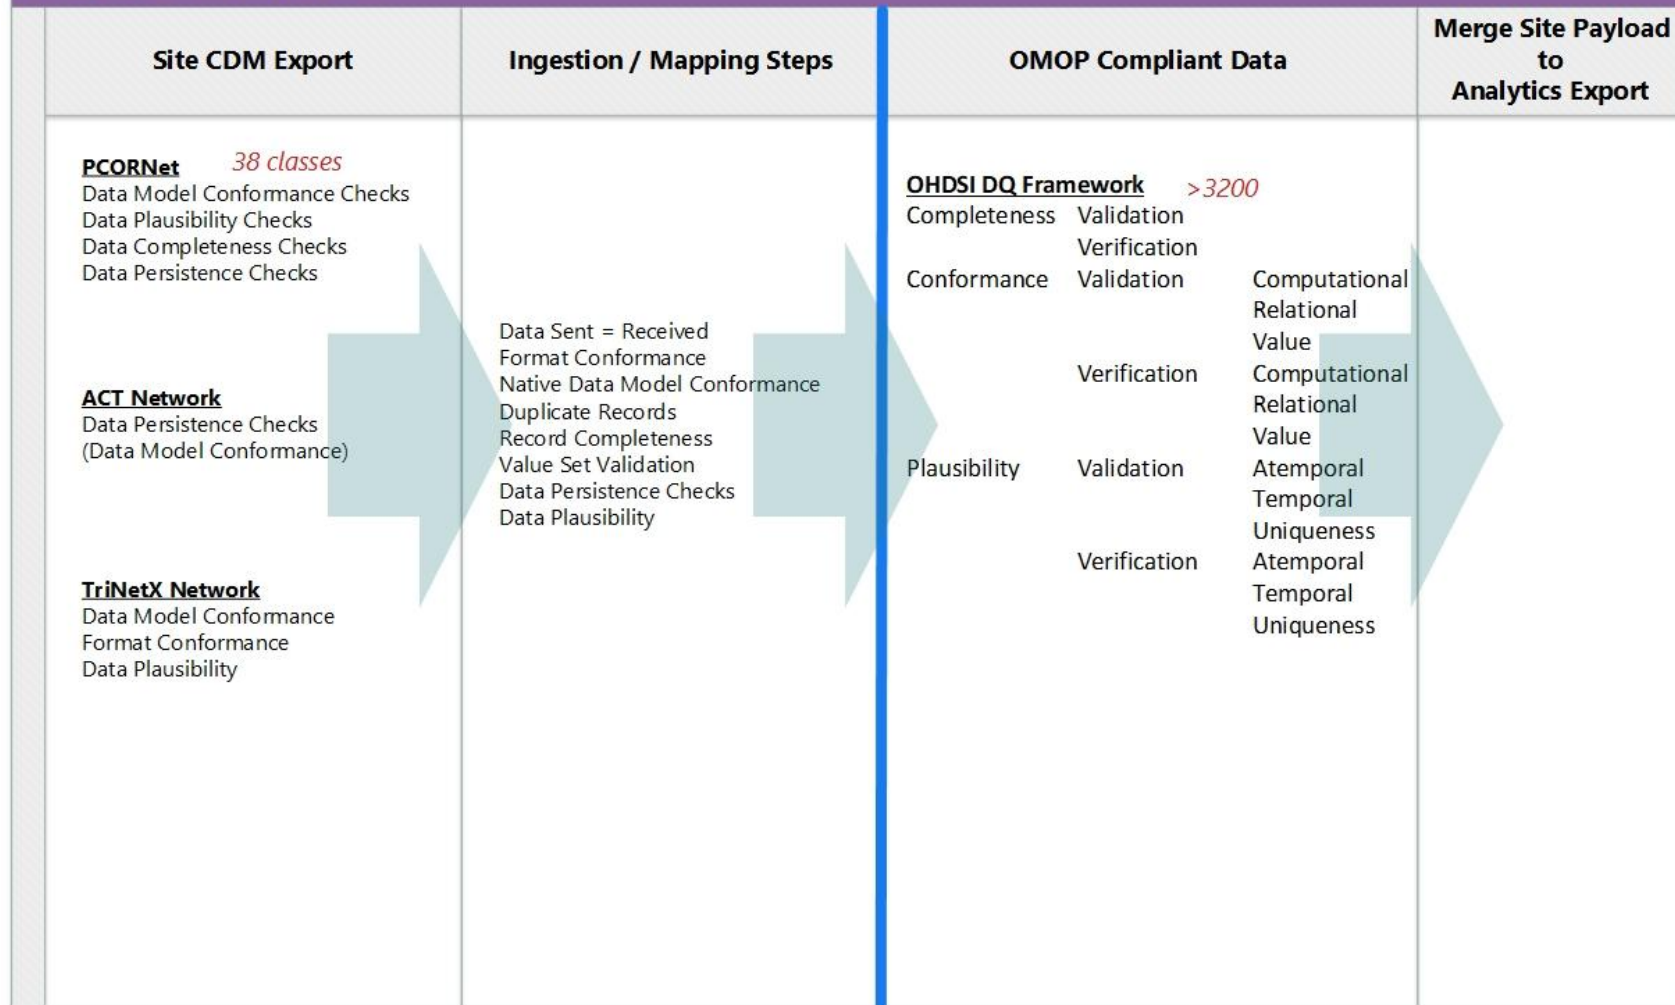 Site CDM Export
Ingestion / Mapping Steps
OMOP Compliant Data
Merge Site Payload
to
Analytics Export
PCORNet 38 classes
Data Model Conformance Checks
Data Plausibility Checks
Data Completeness Checks
Data Persistence Checks
ACT Network
Data Persistence Checks
(Data Model Conformance)
TriNetX Network
Data Model Conformance
Format Conformance
Data Plausibility
Data Sent = Received
Format Conformance
Native Data Model Conformance
Duplicate Records
Record Completeness
Value Set Validation
Data Persistence Checks
Data Plausibility
OHDSI DQ Framework >3200
Completeness Validation
Verification
Conformance Validation Computational
Relational
Value
Verification Computational
Relational
Value
Plausibility Validation Atemporal
Temporal
Uniqueness
Verification Atemporal
Temporal
Uniqueness